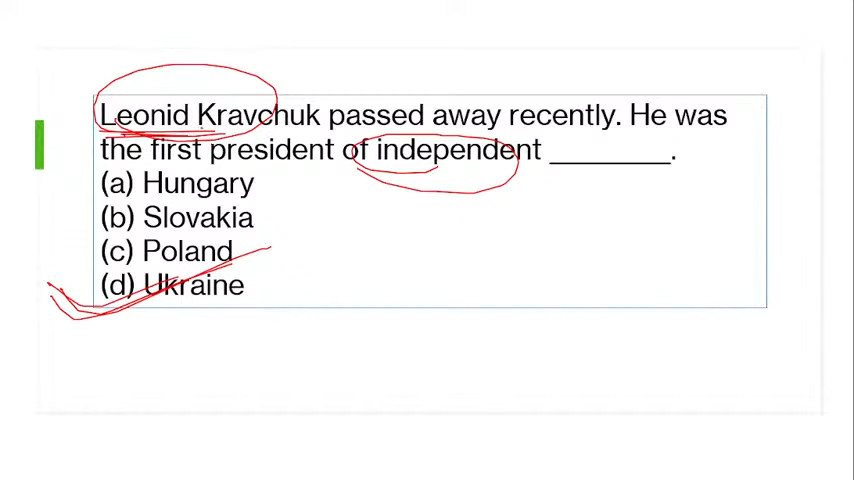 Leonid Kravchuk passed away recently. He was
the first president of independent ________.
(a) Hungary
(b) Slovakia
(c) Poland
(d) Ukraine